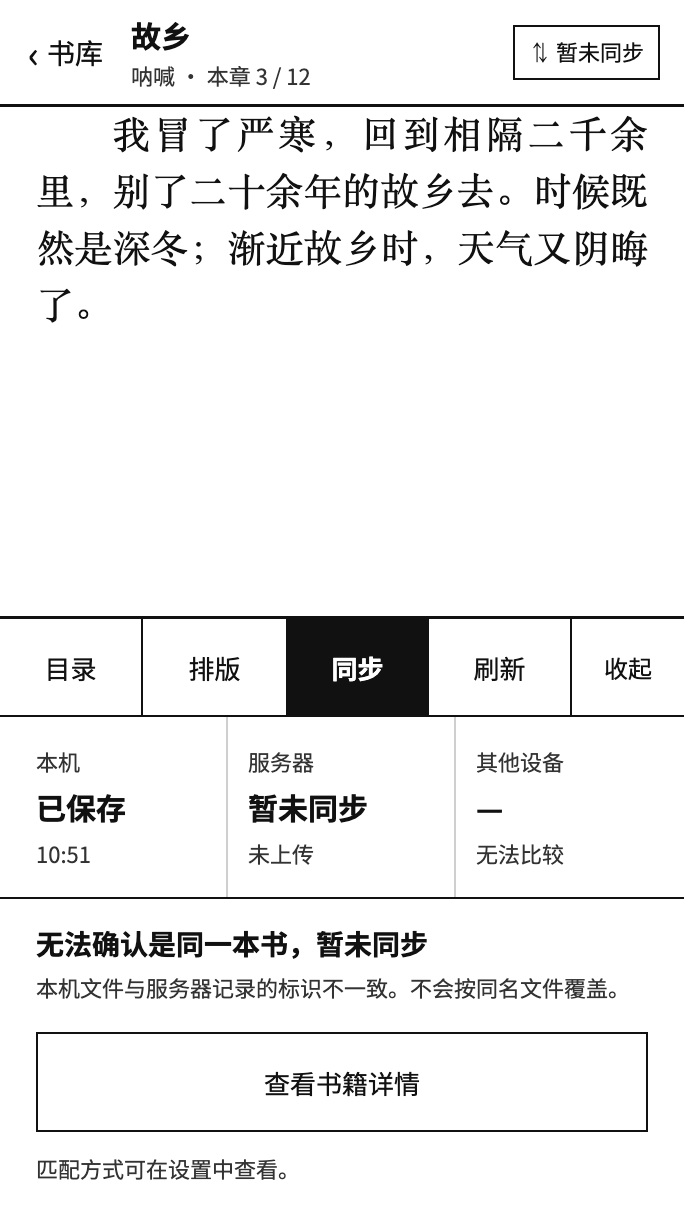 ‹ 书库
故乡
呐喊 · 本章 3 / 12
⇅ 暂未同步
我冒了严寒，回到相隔二千余
里，别了二十余年的故乡去。时候既
然是深冬；渐近故乡时，天气又阴晦
了。
目录 排版 同步 刷新 收起
本机
已保存
10:51
服务器
暂未同步
未上传
其他设备
—
无法比较
无法确认是同一本书，暂未同步
本机文件与服务器记录的标识不一致。不会按同名文件覆盖。
查看书籍详情
匹配方式可在设置中查看。